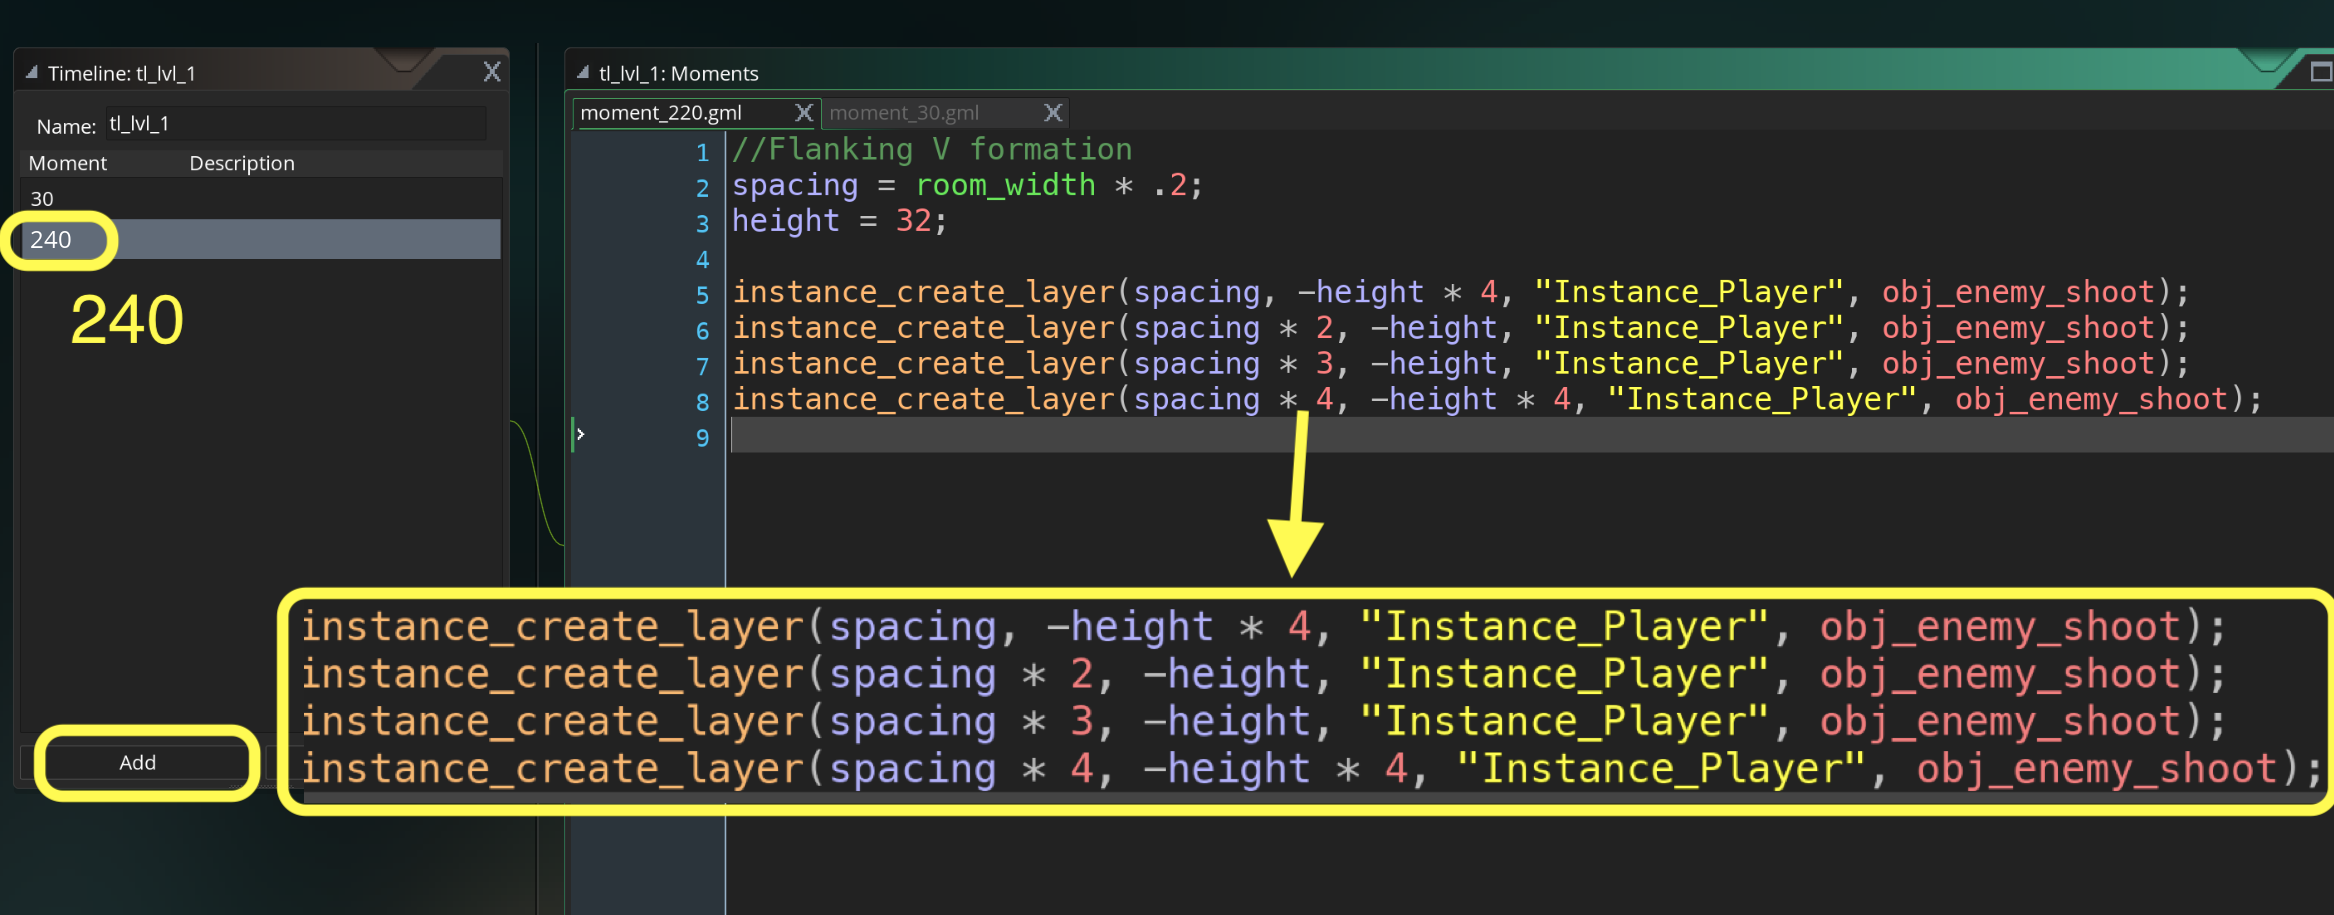 Timeline: tl_lvl_1
X
Name: tl_lvl_1
Moment Description
30
240
240
Add
tl_lvl_1: Moments
moment_220.gml X moment_30.gml X
1 //Flanking V formation
2 spacing = room_width * .2;
3 height = 32;
4
5 instance_create_layer(spacing, -height * 4, "Instance_Player", obj_enemy_shoot);
6 instance_create_layer(spacing * 2, -height, "Instance_Player", obj_enemy_shoot);
7 instance_create_layer(spacing * 3, -height, "Instance_Player", obj_enemy_shoot);
8 instance_create_layer(spacing * 4, -height * 4, "Instance_Player", obj_enemy_shoot);
9
instance_create_layer(spacing, -height * 4, "Instance_Player", obj_enemy_shoot);
instance_create_layer(spacing * 2, -height, "Instance_Player", obj_enemy_shoot);
instance_create_layer(spacing * 3, -height, "Instance_Player", obj_enemy_shoot);
instance_create_layer(spacing * 4, -height * 4, "Instance_Player", obj_enemy_shoot);